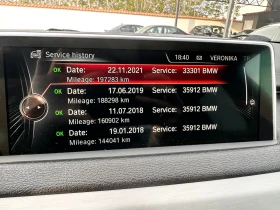 Service history
18:40 VERONIKA
OK Date: 22.11.2021 Service: 33301 BMW
Mileage: 197283 km
OK Date: 17.06.2019 Service: 35912 BMW
Mileage: 188298 km
OK Date: 11.07.2018 Service: 35912 BMW
Mileage: 160902 km
OK Date: 19.01.2018 Service: 35912 BMW
Mileage: 144041 km